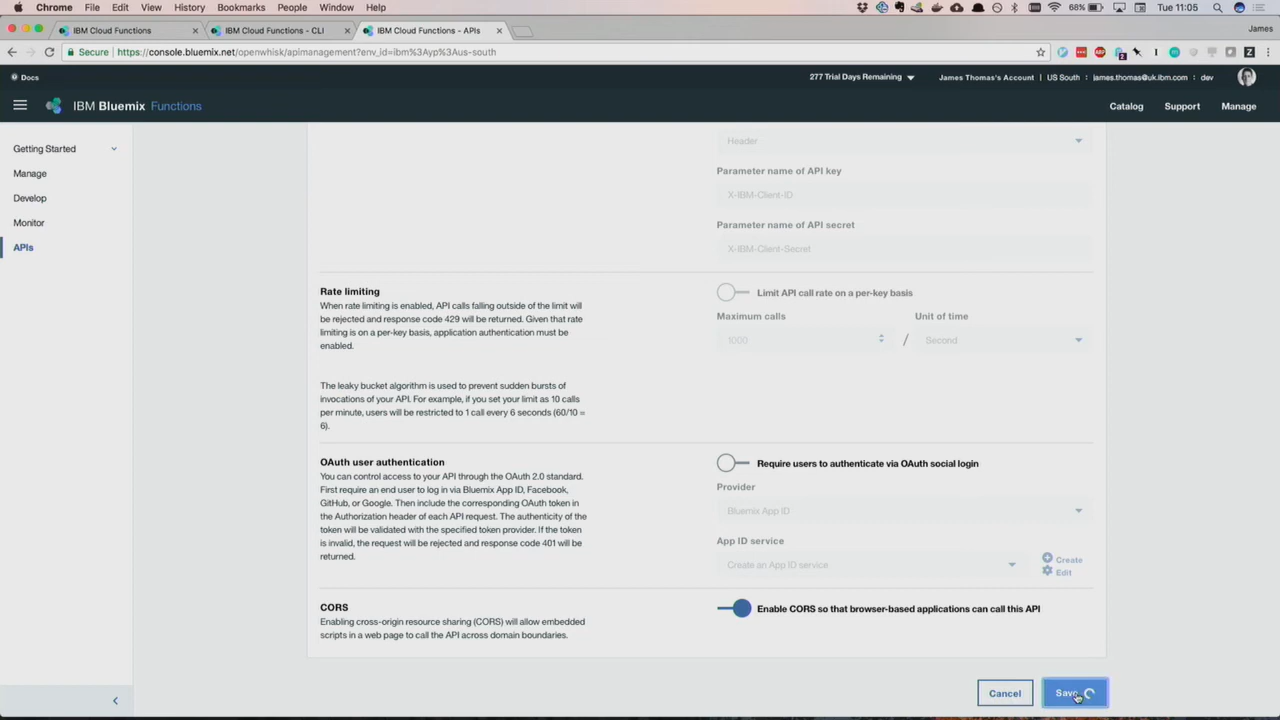 Chrome File Edit View History Bookmarks People Window Help 68% Tue 11:05
IBM Cloud Functions IBM Cloud Functions - CLI IBM Cloud Functions - APIs James
Secure https://console.bluemix.net/openwhisk/apimanagement?env_id=ibm%3Ayp%3Aus-south
Docs 277 Trial Days Remaining James Thomas's Account | US South : james.thomas@uk.ibm.com : dev
IBM Bluemix Functions Catalog Support Manage
Getting Started
Manage
Develop
Monitor
APIs
Header
Parameter name of API key
X-IBM-Client-ID
Parameter name of API secret
X-IBM-Client-Secret
Rate limiting
When rate limiting is enabled, API calls falling outside of the limit will
be rejected and response code 429 will be returned. Given that rate
limiting is on a per-key basis, application authentication must be
enabled.
The leaky bucket algorithm is used to prevent sudden bursts of
invocations of your API. For example, if you set your limit as 10 calls
per minute, users will be restricted to 1 call every 6 seconds (60/10 =
6).
Limit API call rate on a per-key basis
Maximum calls Unit of time
1000 / Second
OAuth user authentication
You can control access to your API through the OAuth 2.0 standard.
First require an end user to log in via Bluemix App ID, Facebook,
GitHub, or Google. Then include the corresponding OAuth token in
the Authorization header of each API request. The authenticity of the
token will be validated with the specified token provider. If the token
is invalid, the request will be rejected and response code 401 will be
returned.
Require users to authenticate via OAuth social login
Provider
Bluemix App ID
App ID service
Create an App ID service
Create
Edit
CORS
Enabling cross-origin resource sharing (CORS) will allow embedded
scripts in a web page to call the API across domain boundaries.
Enable CORS so that browser-based applications can call this API
Cancel Save